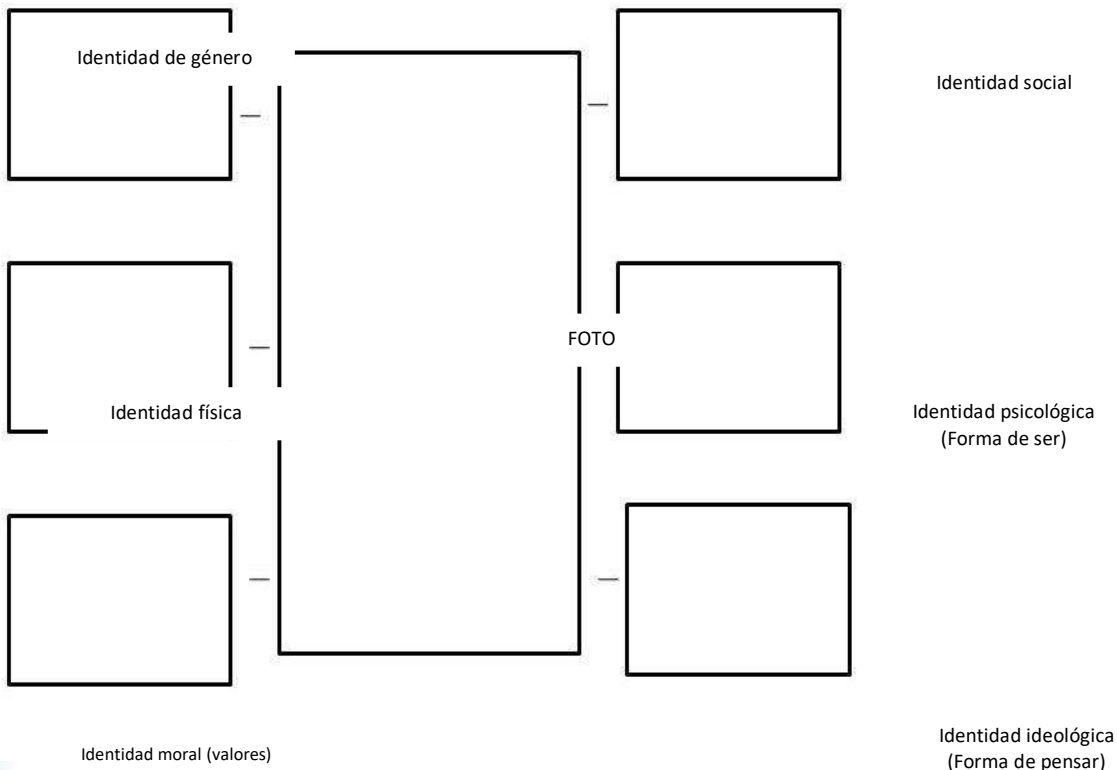 Identidad de género
Identidad social
FOTO
Identidad física
Identidad psicológica
(Forma de ser)
Identidad moral (valores)
Identidad ideológica
(Forma de pensar)